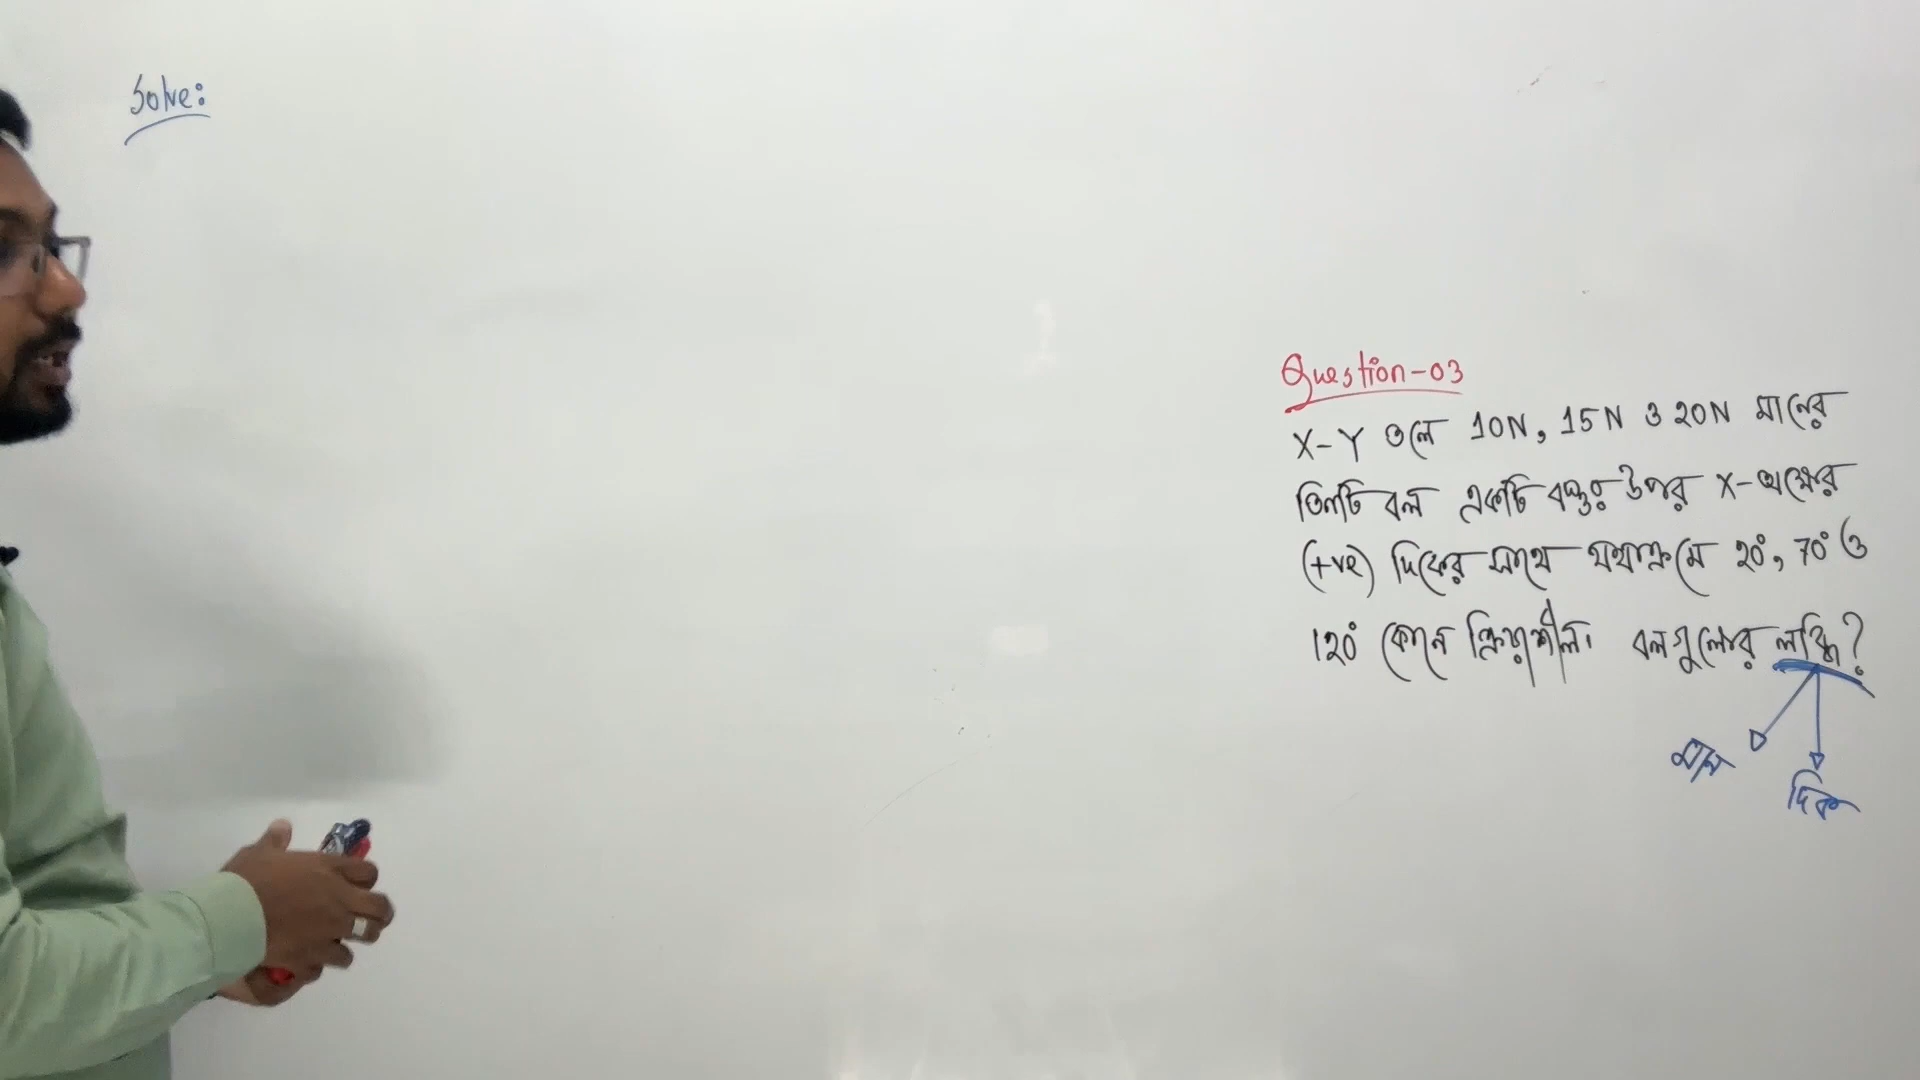 Solve:
Question-03
X-Y তলে 10N, 15N ও 20N মানের
তিনটি বল একটি বস্তুর উপর X-অক্ষের
(+ve) দিকের সাথে যথাক্রমে 20°, 70° ও
120° কোনে ক্রিয়াশীল। বলগুলোর লব্ধি?
মান
দিক